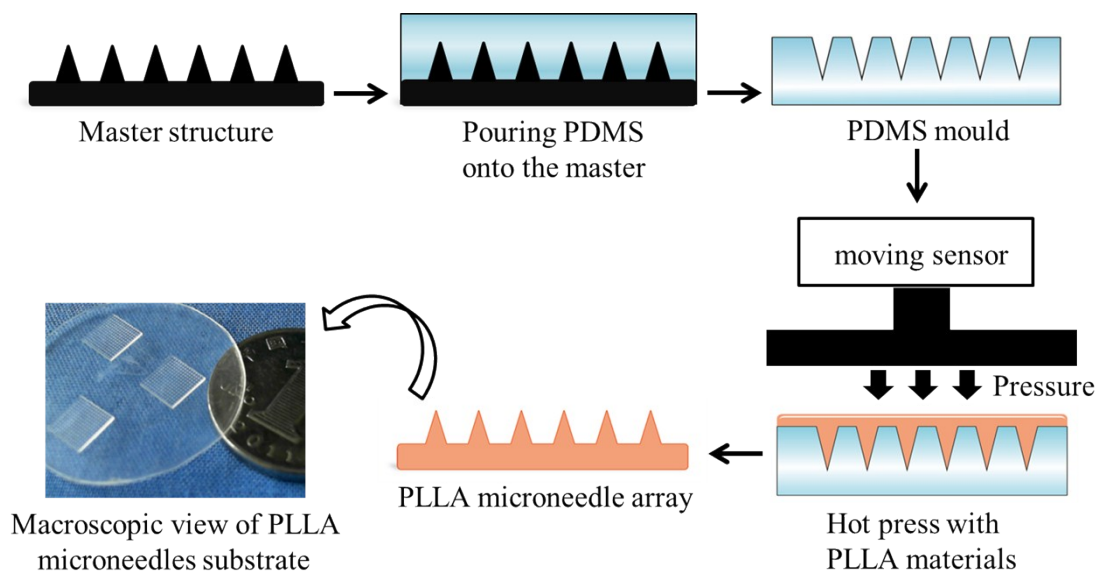 Master structure
Pouring PDMS
onto the master
PDMS mould
moving sensor
Pressure
Hot press with
PLLA materials
PLLA microneedle array
Macroscopic view of PLLA
microneedles substrate